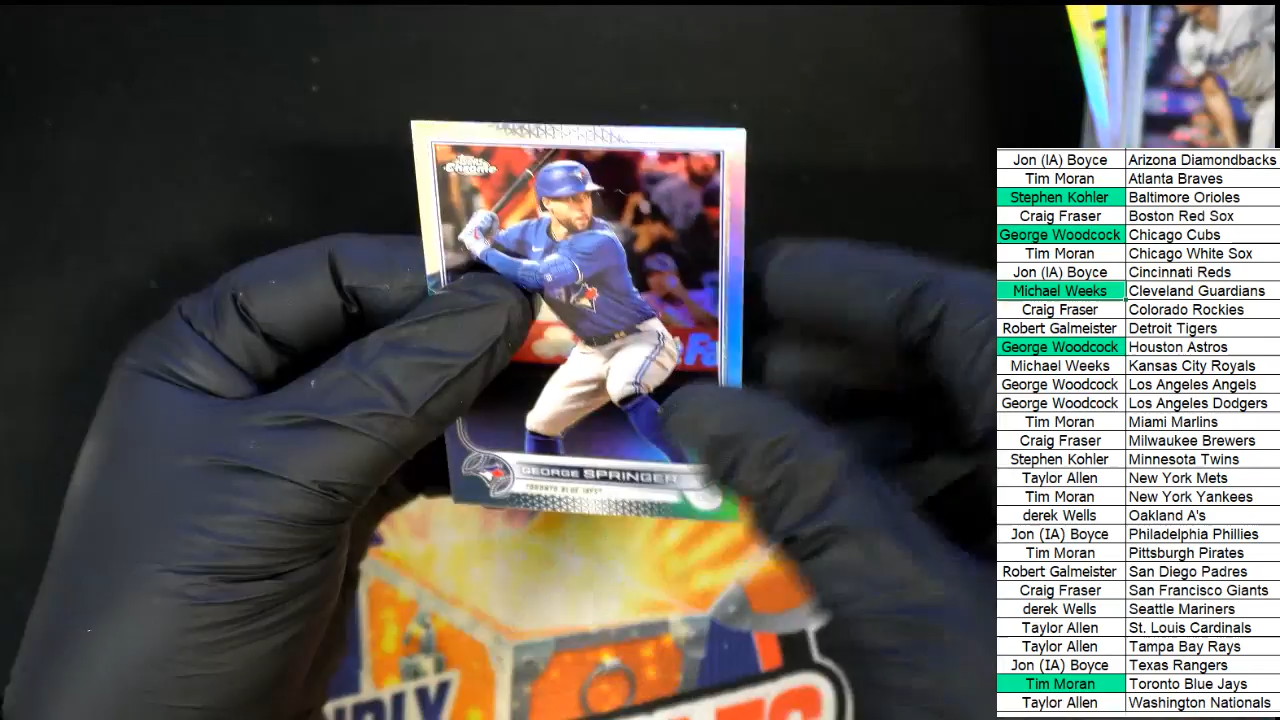 Topps
Chrome
GEORGE SPRINGER
TORONTO BLUE JAYS
Jon (IA) Boyce Arizona Diamondbacks
Tim Moran Atlanta Braves
Stephen Kohler Baltimore Orioles
Craig Fraser Boston Red Sox
George Woodcock Chicago Cubs
Tim Moran Chicago White Sox
Jon (IA) Boyce Cincinnati Reds
Michael Weeks Cleveland Guardians
Craig Fraser Colorado Rockies
Robert Galmeister Detroit Tigers
George Woodcock Houston Astros
Michael Weeks Kansas City Royals
George Woodcock Los Angeles Angels
George Woodcock Los Angeles Dodgers
Tim Moran Miami Marlins
Craig Fraser Milwaukee Brewers
Stephen Kohler Minnesota Twins
Taylor Allen New York Mets
Tim Moran New York Yankees
derek Wells Oakland A's
Jon (IA) Boyce Philadelphia Phillies
Tim Moran Pittsburgh Pirates
Robert Galmeister San Diego Padres
Craig Fraser San Francisco Giants
derek Wells Seattle Mariners
Taylor Allen St. Louis Cardinals
Taylor Allen Tampa Bay Rays
Jon (IA) Boyce Texas Rangers
Tim Moran Toronto Blue Jays
Taylor Allen Washington Nationals